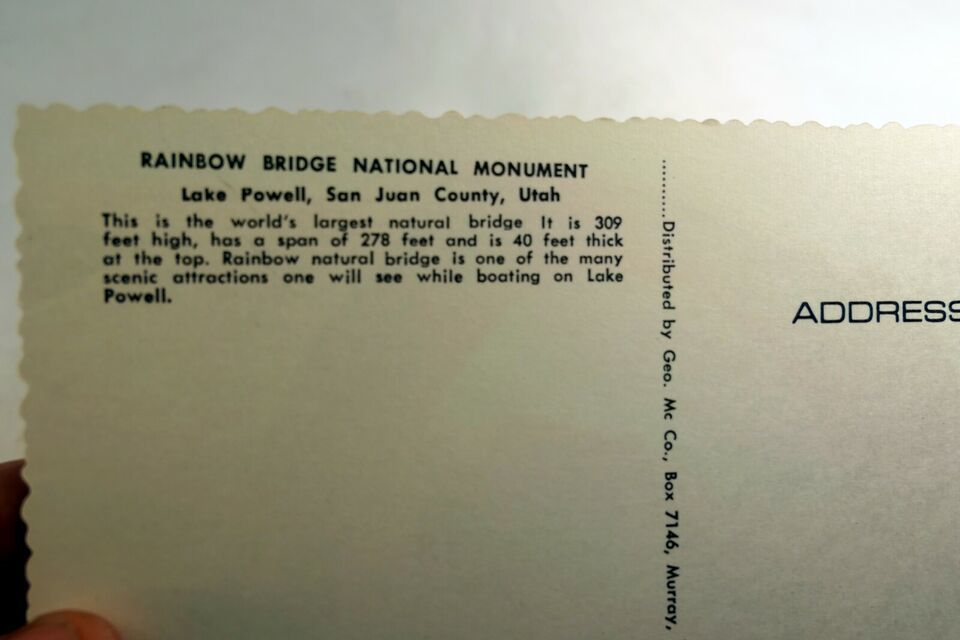 RAINBOW BRIDGE NATIONAL MONUMENT
Lake Powell, San Juan County, Utah
This is the world's largest natural bridge It is 309
feet high, has a span of 278 feet and is 40 feet thick
at the top. Rainbow natural bridge is one of the many
scenic attractions one will see while boating on Lake
Powell.
..........Distributed by Geo. Mc Co., Box 7146, Murray,
ADDRESS